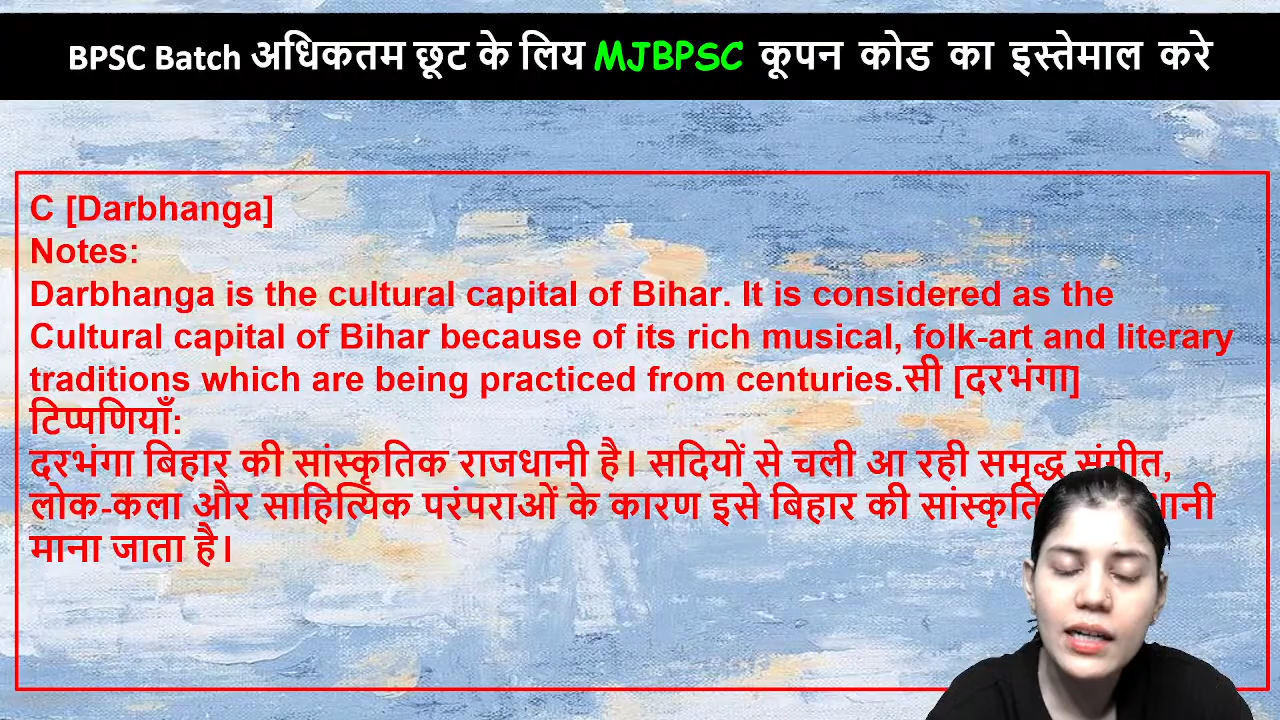 BPSC Batch अधिकतम छूट के लिय MJBPSC कूपन कोड का इस्तेमाल करे
C [Darbhanga]
Notes:
Darbhanga is the cultural capital of Bihar. It is considered as the
Cultural capital of Bihar because of its rich musical, folk-art and literary
traditions which are being practiced from centuries.सी [दरभंगा]
टिप्पणियाँ:
दरभंगा बिहार की सांस्कृतिक राजधानी है। सदियों से चली आ रही समृद्ध संगीत,
लोक-कला और साहित्यिक परंपराओं के कारण इसे बिहार की
माना जाता है।